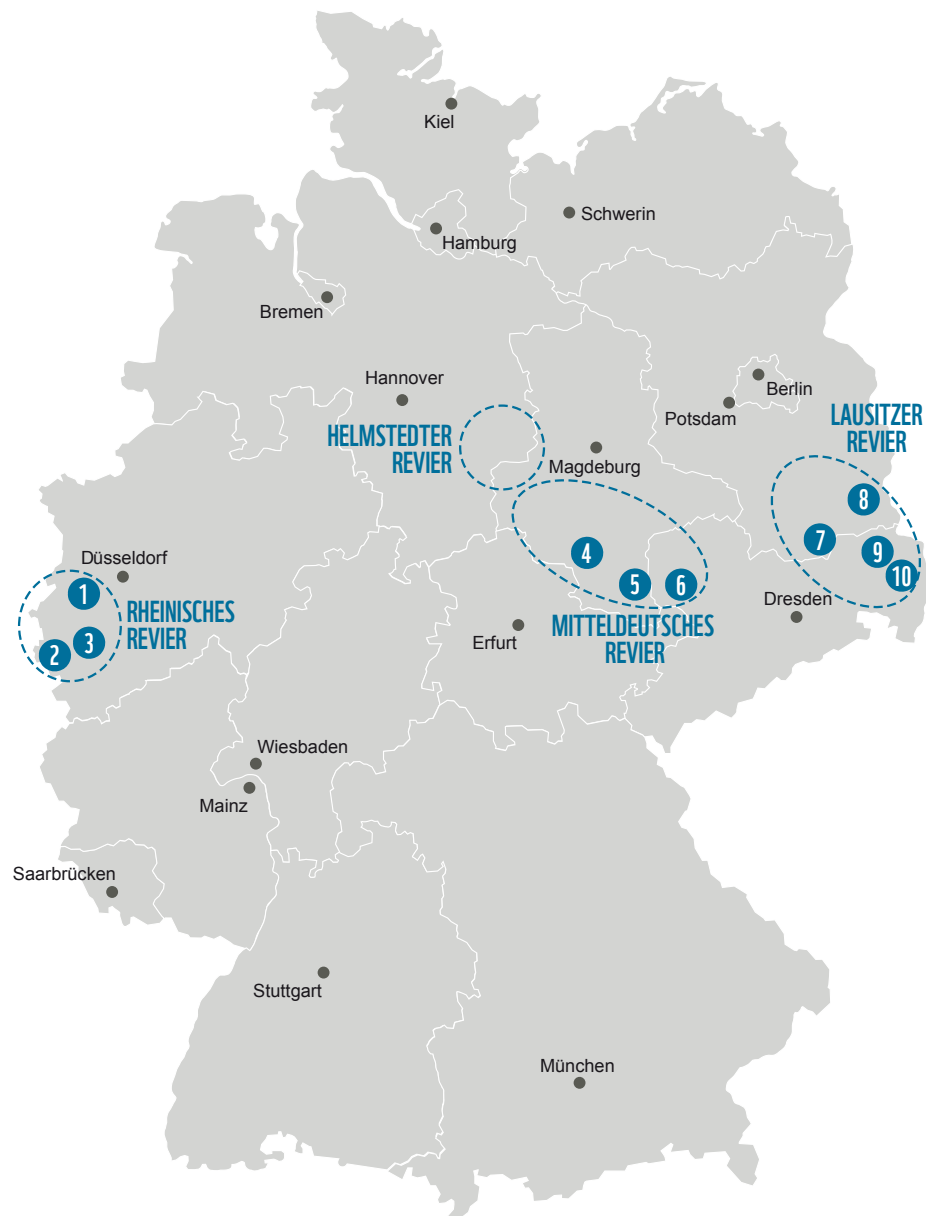 Kiel
Schwerin
Hamburg
Bremen
Hannover
Berlin
Potsdam
LAUSITZER
REVIER
HELMSTEDTER
REVIER
Magdeburg
8
7
9
10
4
5
6
Düsseldorf
1
2
3
RHEINISCHES
REVIER
MITTELDEUTSCHES
REVIER
Dresden
Erfurt
Wiesbaden
Mainz
Saarbrücken
Stuttgart
München